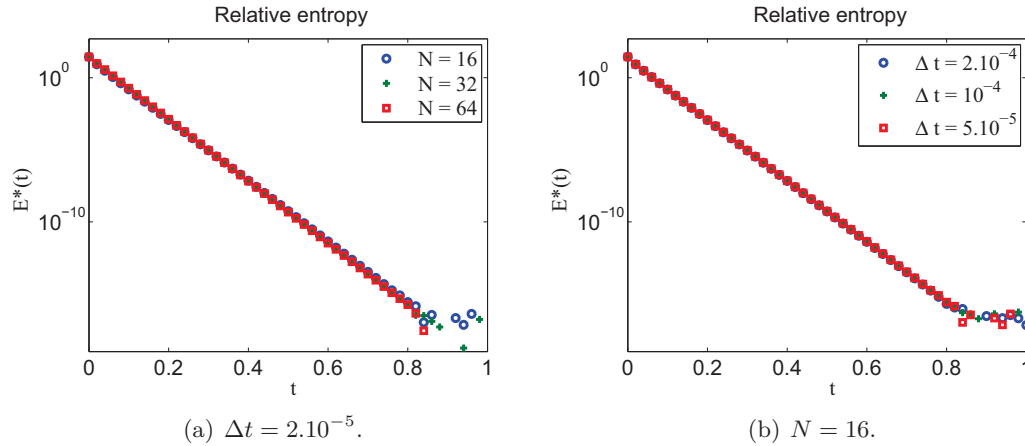 Relative entropy
N = 16
N = 32
N = 64
10^0
10^−10
E*(t)
0 0.2 0.4 0.6 0.8 1
t
(a) Δt = 2.10^−5.
Relative entropy
Δ t = 2.10^−4
Δ t = 10^−4
Δ t = 5.10^−5
10^0
10^−10
E*(t)
0 0.2 0.4 0.6 0.8 1
t
(b) N = 16.